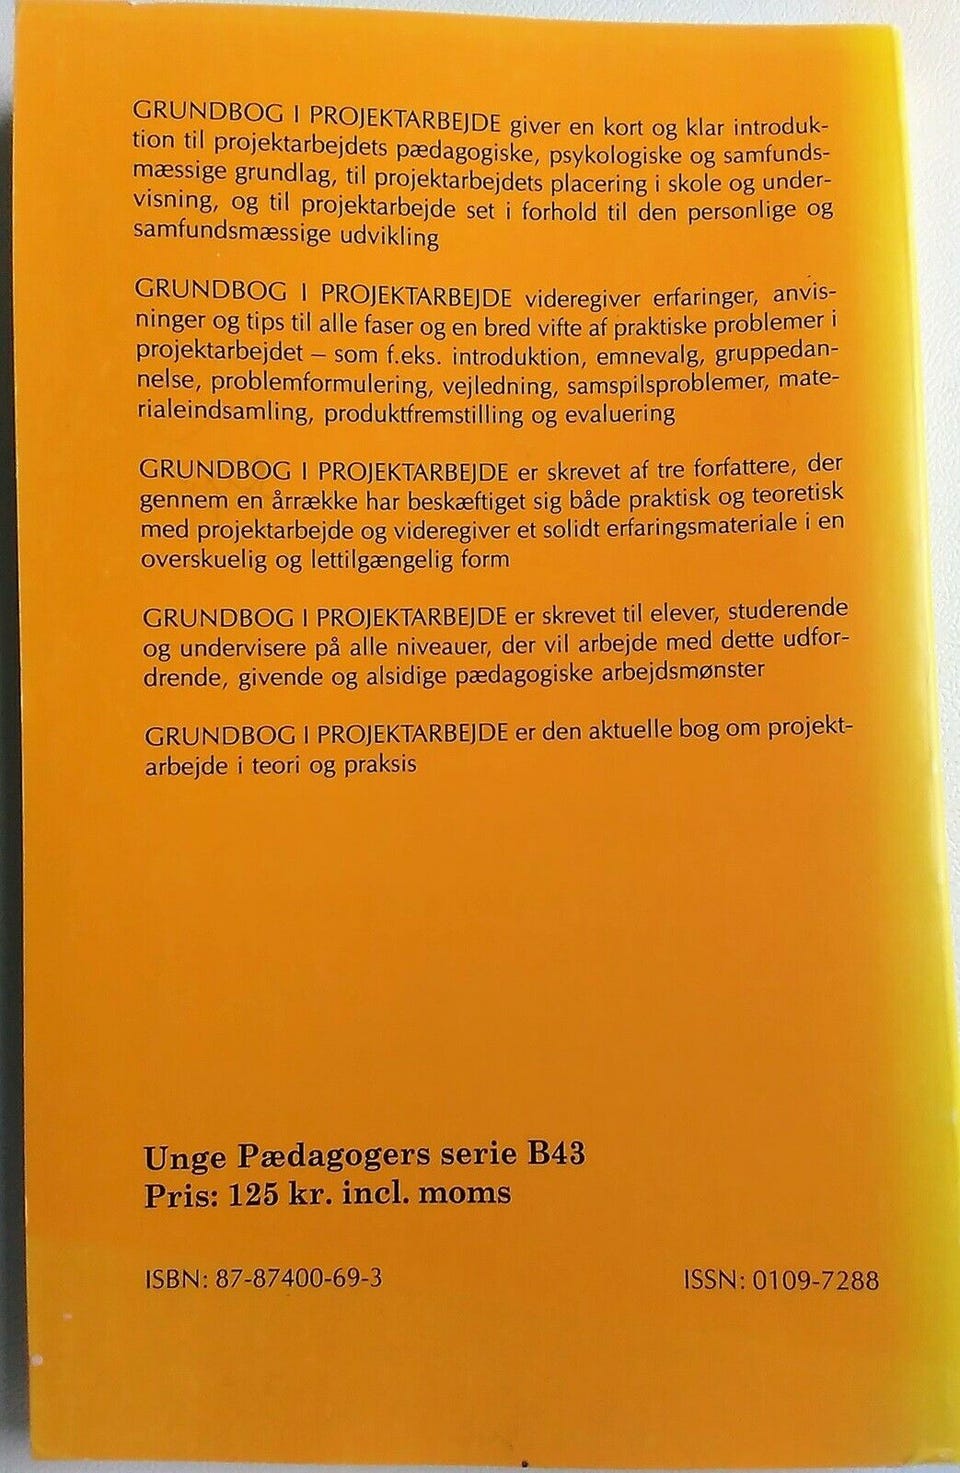 GRUNDBOG I PROJEKTARBEJDE giver en kort og klar introduk-
tion til projektarbejdets pædagogiske, psykologiske og samfunds-
mæssige grundlag, til projektarbejdets placering i skole og under-
visning, og til projektarbejde set i forhold til den personlige og
samfundsmæssige udvikling
GRUNDBOG I PROJEKTARBEJDE videregiver erfaringer, anvis-
ninger og tips til alle faser og en bred vifte af praktiske problemer i
projektarbejdet – som f.eks. introduktion, emnevalg, gruppedan-
nelse, problemformulering, vejledning, samspilsproblemer, mate-
rialeindsamling, produktfremstilling og evaluering
GRUNDBOG I PROJEKTARBEJDE er skrevet af tre forfattere, der
gennem en årrække har beskæftiget sig både praktisk og teoretisk
med projektarbejde og videregiver et solidt erfaringsmateriale i en
overskuelig og lettilgængelig form
GRUNDBOG I PROJEKTARBEJDE er skrevet til elever, studerende
og undervisere på alle niveauer, der vil arbejde med dette udfor-
drende, givende og alsidige pædagogiske arbejdsmønster
GRUNDBOG I PROJEKTARBEJDE er den aktuelle bog om projekt-
arbejde i teori og praksis
Unge Pædagogers serie B43
Pris: 125 kr. incl. moms
ISBN: 87-87400-69-3 ISSN: 0109-7288